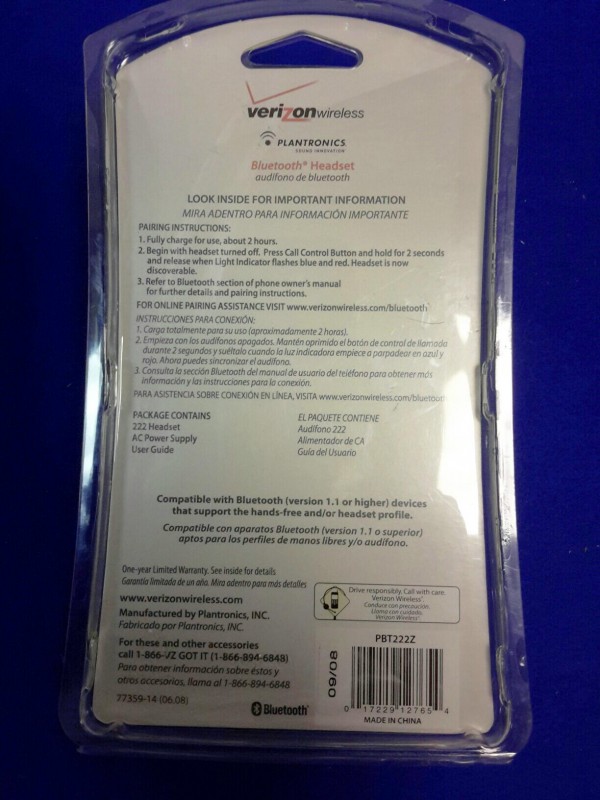 verizonwireless
PLANTRONICS
SOUND INNOVATION
Bluetooth® Headset
audífono de bluetooth
LOOK INSIDE FOR IMPORTANT INFORMATION
MIRA ADENTRO PARA INFORMACIÓN IMPORTANTE
PAIRING INSTRUCTIONS:
1. Fully charge for use, about 2 hours.
2. Begin with headset turned off. Press Call Control Button and hold for 2 seconds
and release when Light Indicator flashes blue and red. Headset is now
discoverable.
3. Refer to Bluetooth section of phone owner's manual
for further details and pairing instructions.
FOR ONLINE PAIRING ASSISTANCE VISIT www.verizonwireless.com/bluetooth
INSTRUCCIONES PARA CONEXIÓN:
1. Carga totalmente para su uso (aproximadamente 2 horas).
2. Empieza con los audífonos apagados. Mantén oprimido el botón de control de llamada
durante 2 segundos y suéltalo cuando la luz indicadora empiece a parpadear en azul y
rojo. Ahora puedes sincronizar el audífono.
3. Consulta la sección Bluetooth del manual de usuario del teléfono para obtener más
información y las instrucciones para la conexión.
PARA ASISTENCIA SOBRE CONEXIÓN EN LÍNEA, VISITA www.verizonwireless.com/bluetooth
PACKAGE CONTAINS
222 Headset
AC Power Supply
User Guide
EL PAQUETE CONTIENE
Audífono 222
Alimentador de CA
Guía del Usuario
Compatible with Bluetooth (version 1.1 or higher) devices
that support the hands-free and/or headset profile.
Compatible con aparatos Bluetooth (version 1.1 o superior)
aptos para los perfiles de manos libres y/o audífono.
One-year Limited Warranty. See inside for details.
Garantía limitada de un año. Mira adentro para más detalles
www.verizonwireless.com
Manufactured by Plantronics, INC.
Fabricado por Plantronics, INC.
For these and other accessories
call 1-866-VZ GOT IT (1-866-894-6848)
Para obtener información sobre éstos y
otros accesorios, llama al 1-866-894-6848
77359-14 (06.08)
Bluetooth®
Drive responsibly. Call with care.
Verizon Wireless
Conduce con precaución.
Llama con cuidado.
Verizon Wireless
PBT222Z
09/08
0 17229 12765 4
MADE IN CHINA